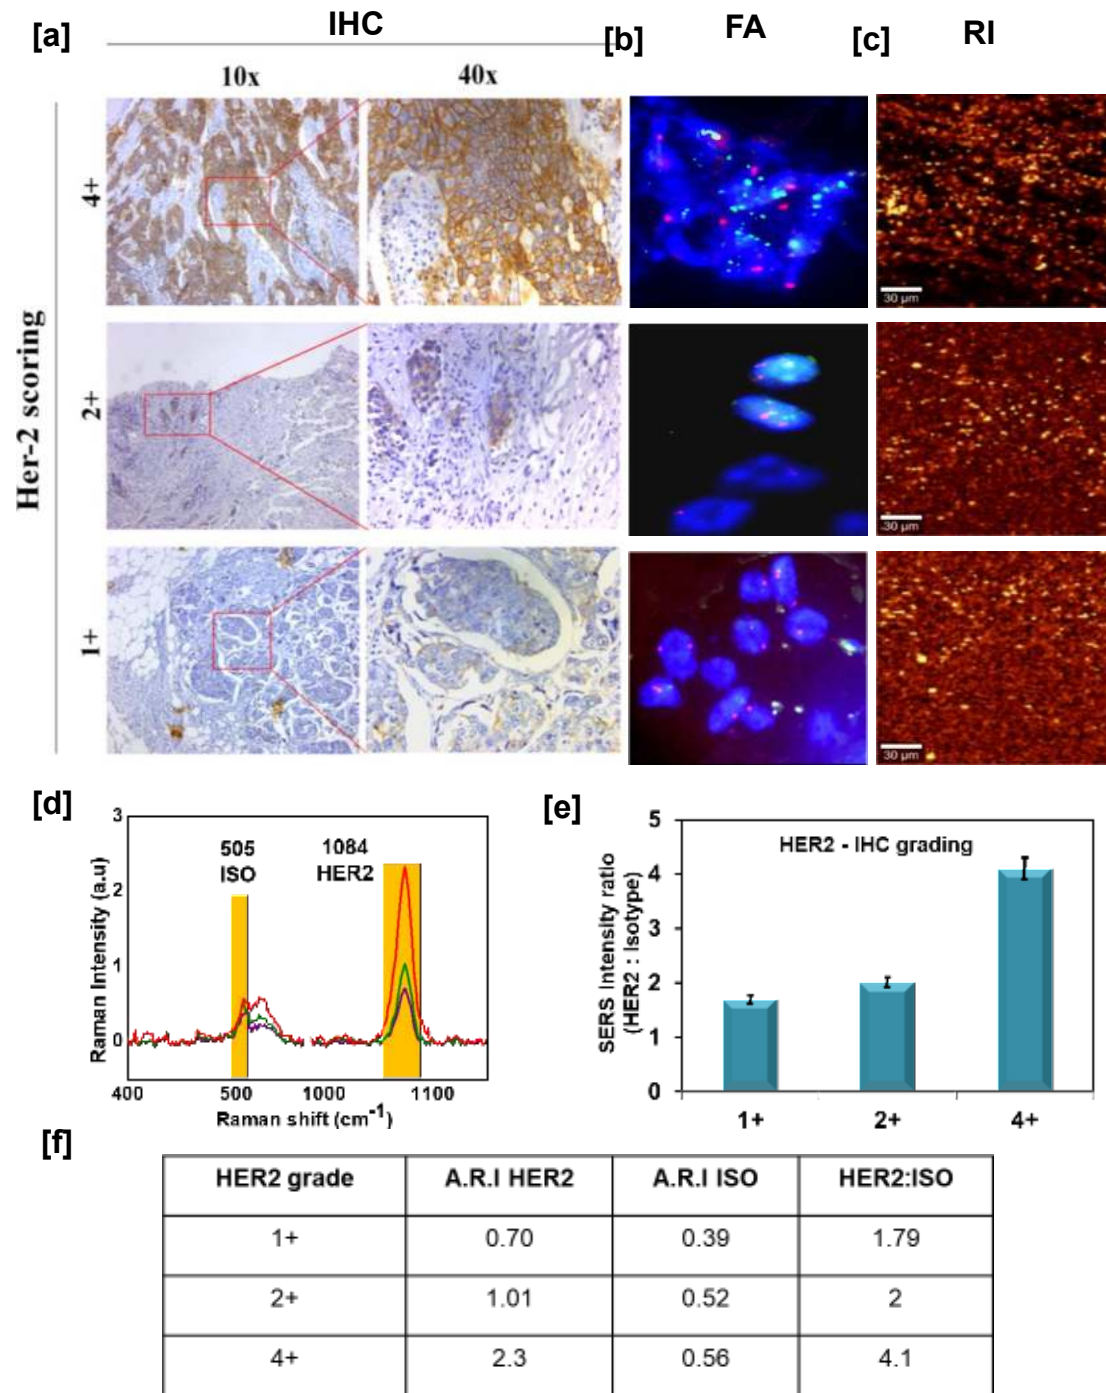 [a]
IHC
[b]
FA
[c]
RI
10x
40x
Her-2 scoring
4+
2+
1+
30 µm
30 µm
30 µm
[d]
3
2
1
0
Raman Intensity (a.u)
505
ISO
1084
HER2
400
500
1000
1100
Raman shift (cm-1)
[e]
5
4
3
2
1
0
SERS Intensity ratio
(HER2 : Isotype)
HER2 - IHC grading
1+
2+
4+
[f]
HER2 grade A.R.I HER2 A.R.I ISO HER2:ISO
1+ 0.70 0.39 1.79
2+ 1.01 0.52 2
4+ 2.3 0.56 4.1